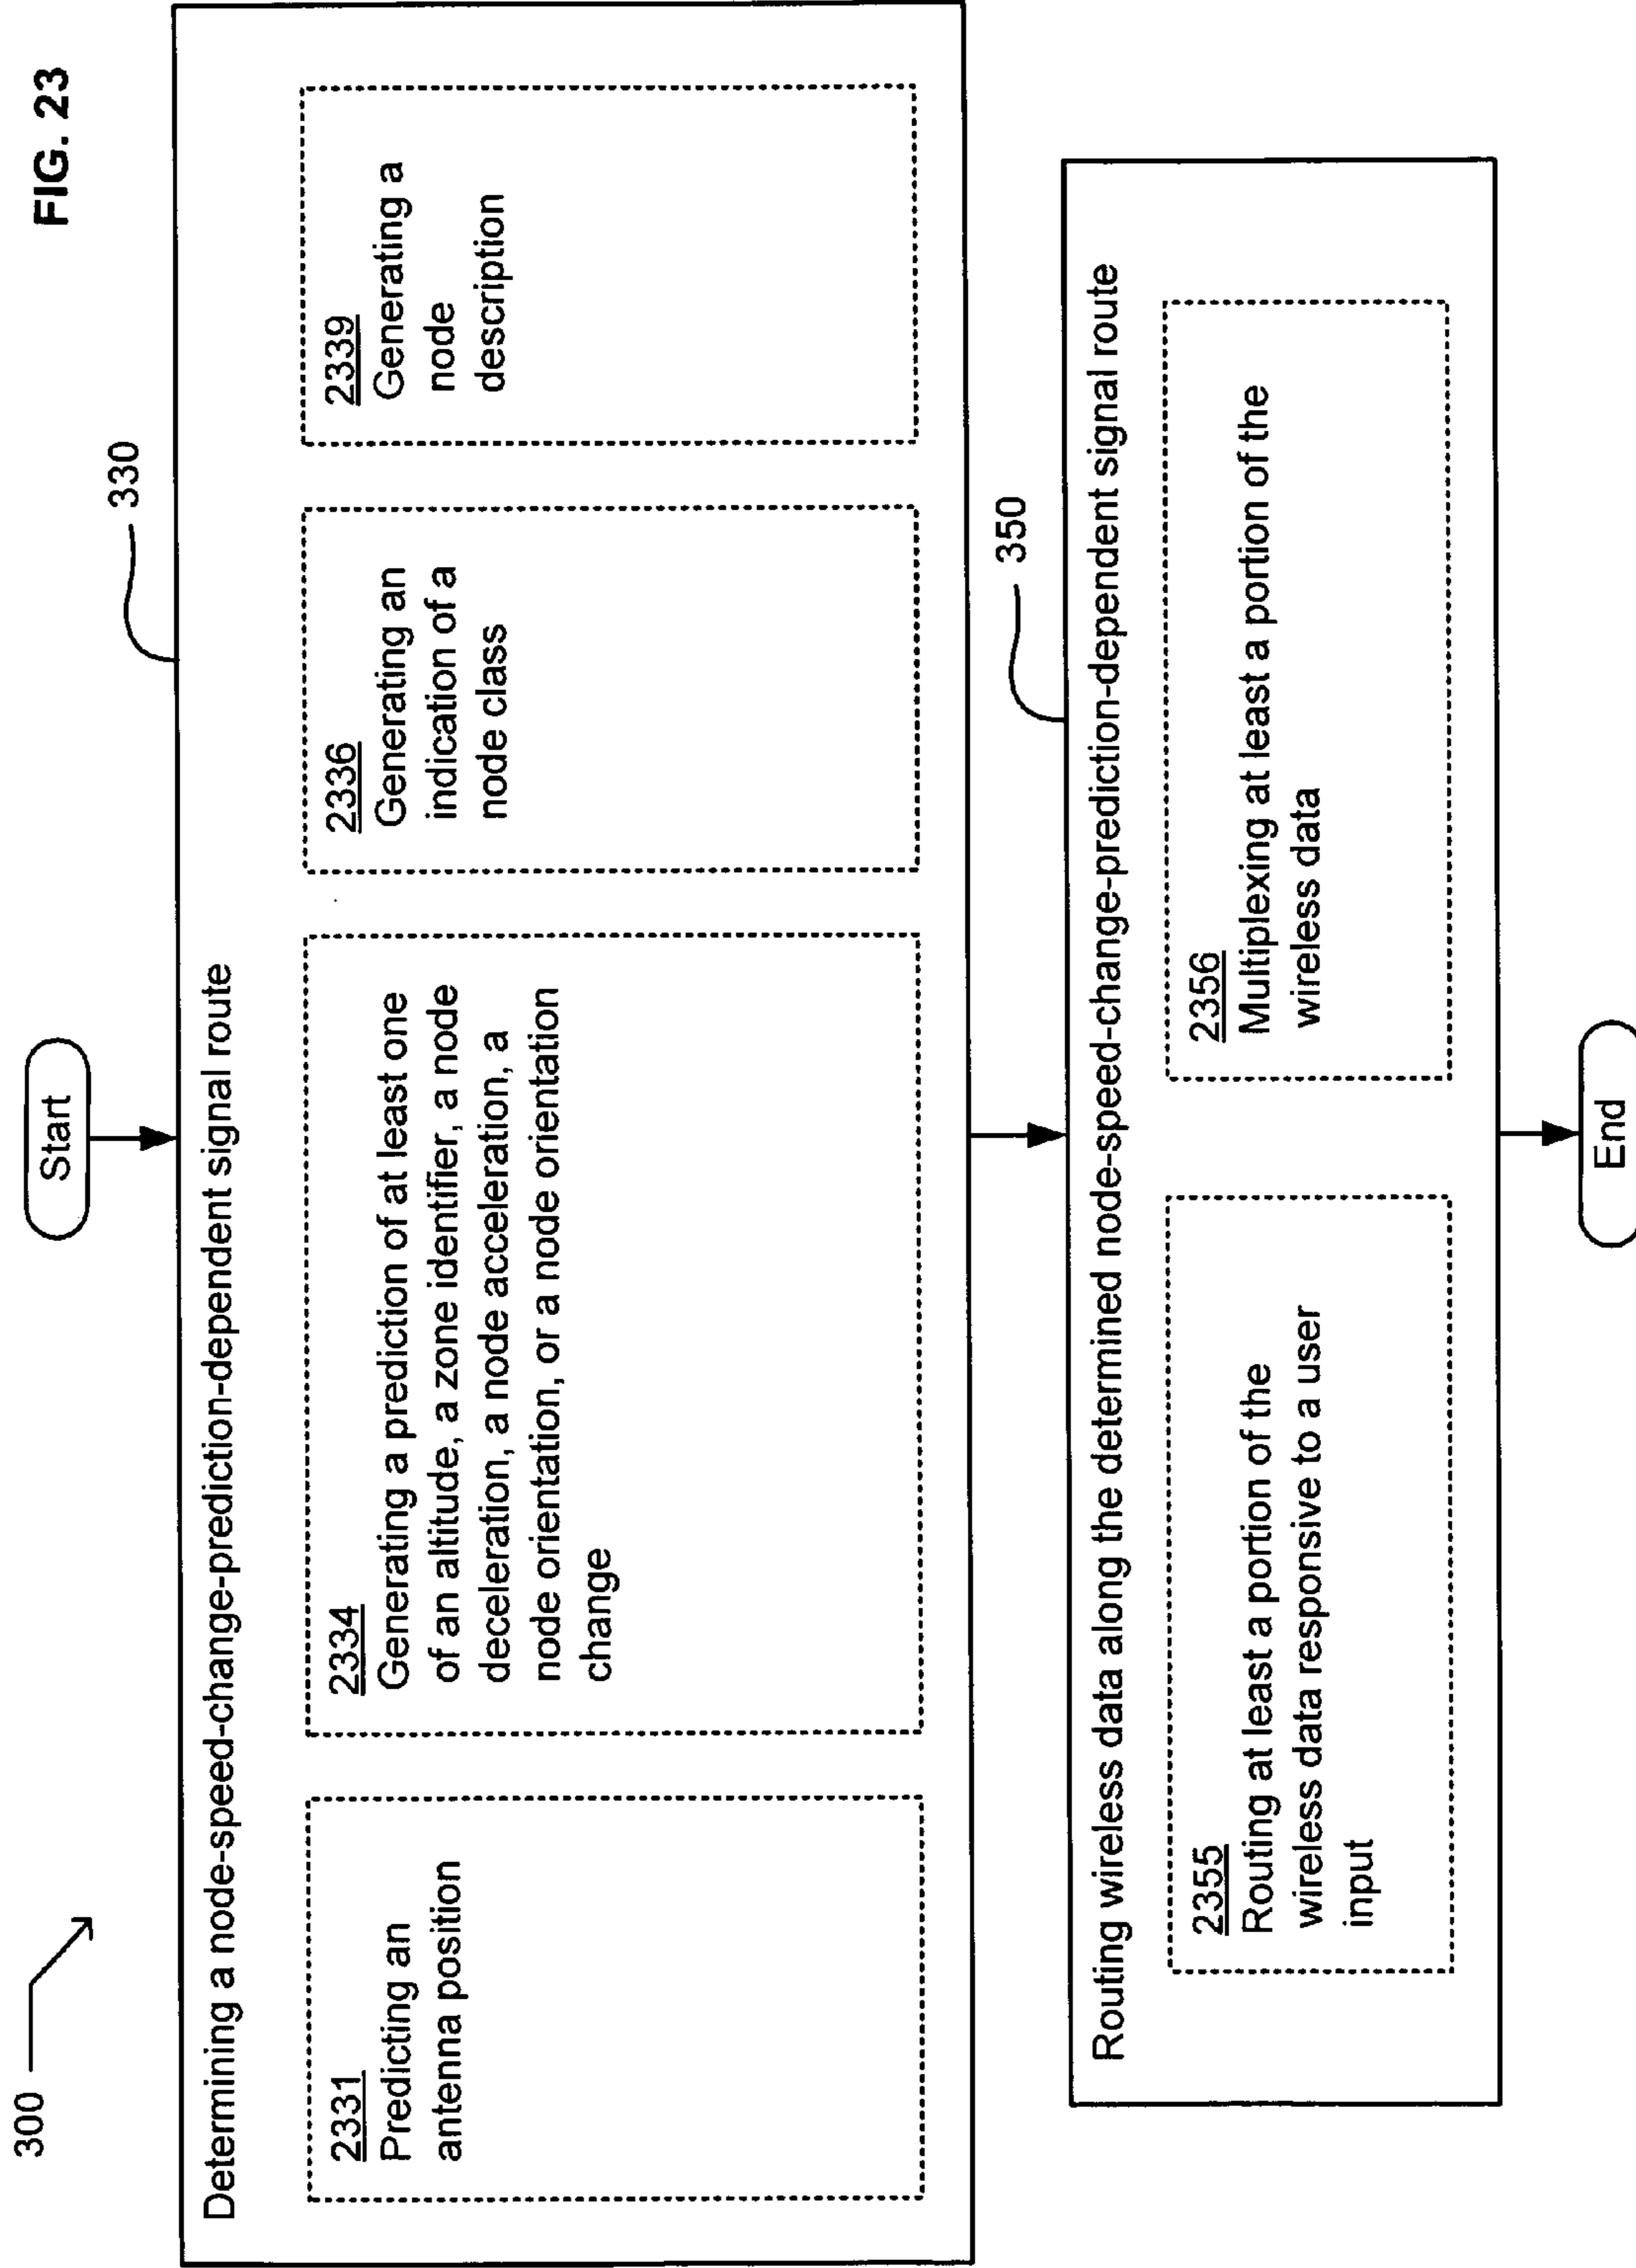 FIG. 23
300
Start
330
Determining a node-speed-change-prediction-dependent signal route
2331
Predicting an
antenna position
2334
Generating a prediction of at least one
of an altitude, a zone identifier, a node
deceleration, a node acceleration, a
node orientation, or a node orientation
change
2336
Generating an
indication of a
node class
2339
Generating a
node
description
350
Routing wireless data along the determined node-speed-change-prediction-dependent signal route
2355
Routing at least a portion of the
wireless data responsive to a user
input
2356
Multiplexing at least a portion of the
wireless data
End